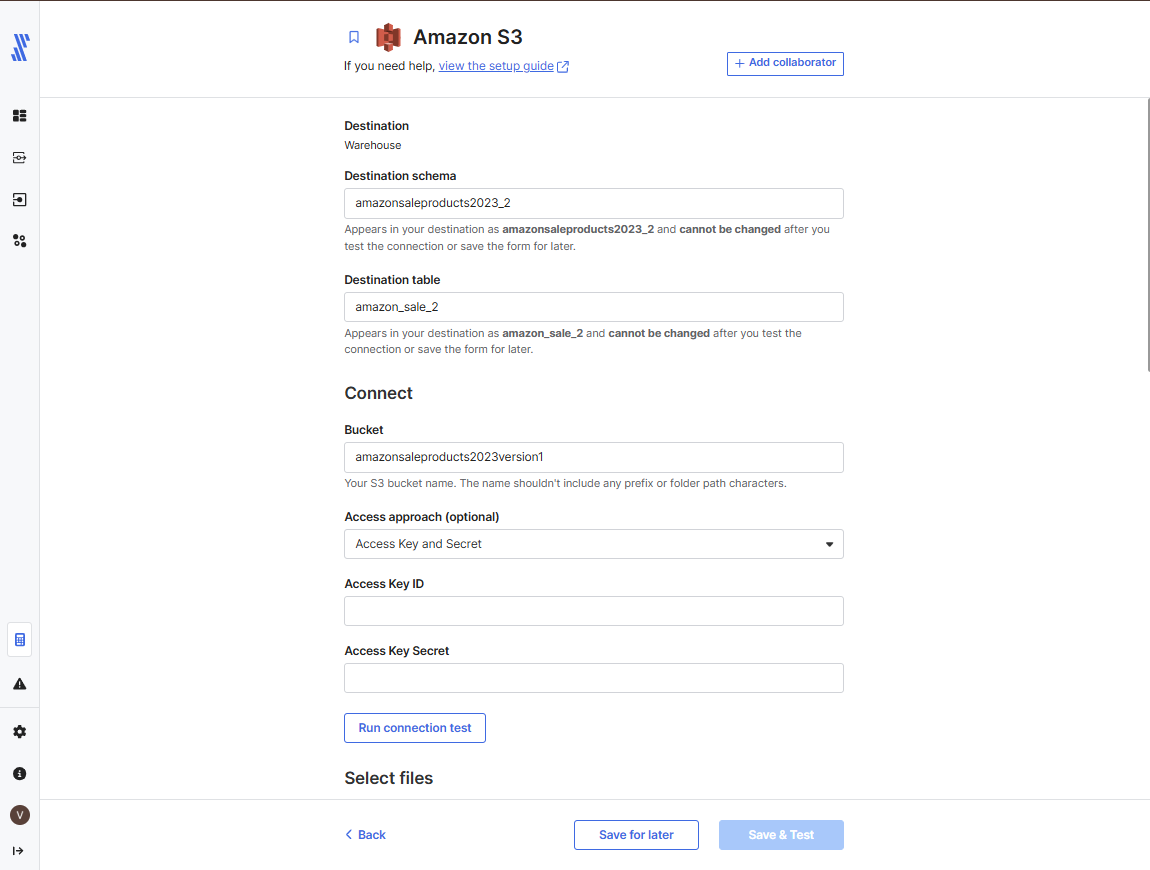 Amazon S3
If you need help, view the setup guide
+ Add collaborator
Destination
Warehouse
Destination schema
amazonsaleproducts2023_2
Appears in your destination as amazonsaleproducts2023_2 and cannot be changed after you
test the connection or save the form for later.
Destination table
amazon_sale_2
Appears in your destination as amazon_sale_2 and cannot be changed after you test the
connection or save the form for later.
Connect
Bucket
amazonsaleproducts2023version1
Your S3 bucket name. The name shouldn't include any prefix or folder path characters.
Access approach (optional)
Access Key and Secret
Access Key ID
Access Key Secret
Run connection test
Select files
V
Back
Save for later
Save & Test